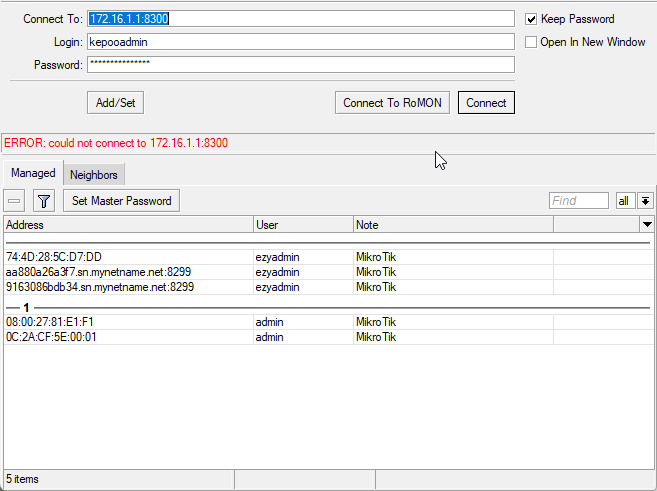 Connect To: 172.16.1.1:8300 Keep Password
Login: kepooadmin Open In New Window
Password: ***************
Add/Set Connect To RoMON Connect
ERROR: could not connect to 172.16.1.1:8300
Managed Neighbors
Set Master Password Find all
Address User Note
74:4D:28:5C:D7:DD ezyadmin MikroTik
aa880a26a3f7.sn.mynetname.net:8299 ezyadmin MikroTik
9163086bdb34.sn.mynetname.net:8299 ezyadmin MikroTik
1
08:00:27:81:E1:F1 admin MikroTik
0C:2A:CF:5E:00:01 admin MikroTik
5 items